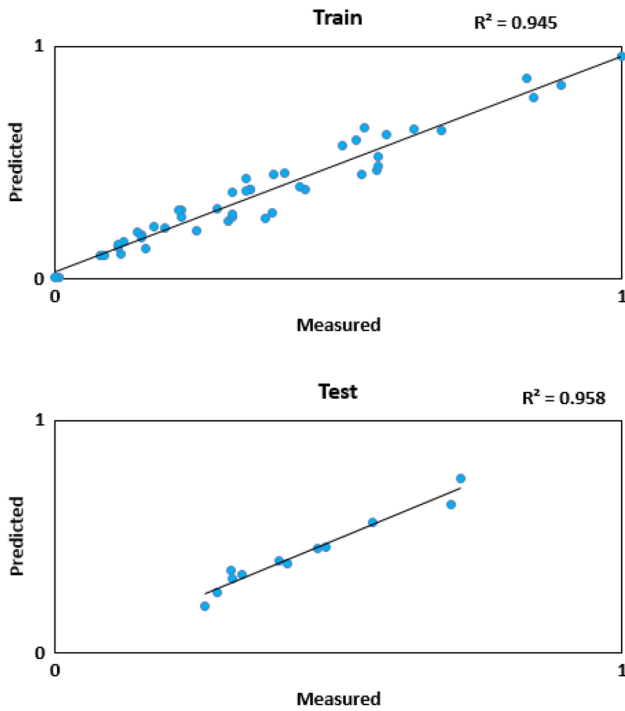 Train
R² = 0.945
1
Predicted
0
0
1
Measured
Test
R² = 0.958
1
Predicted
0
0
1
Measured